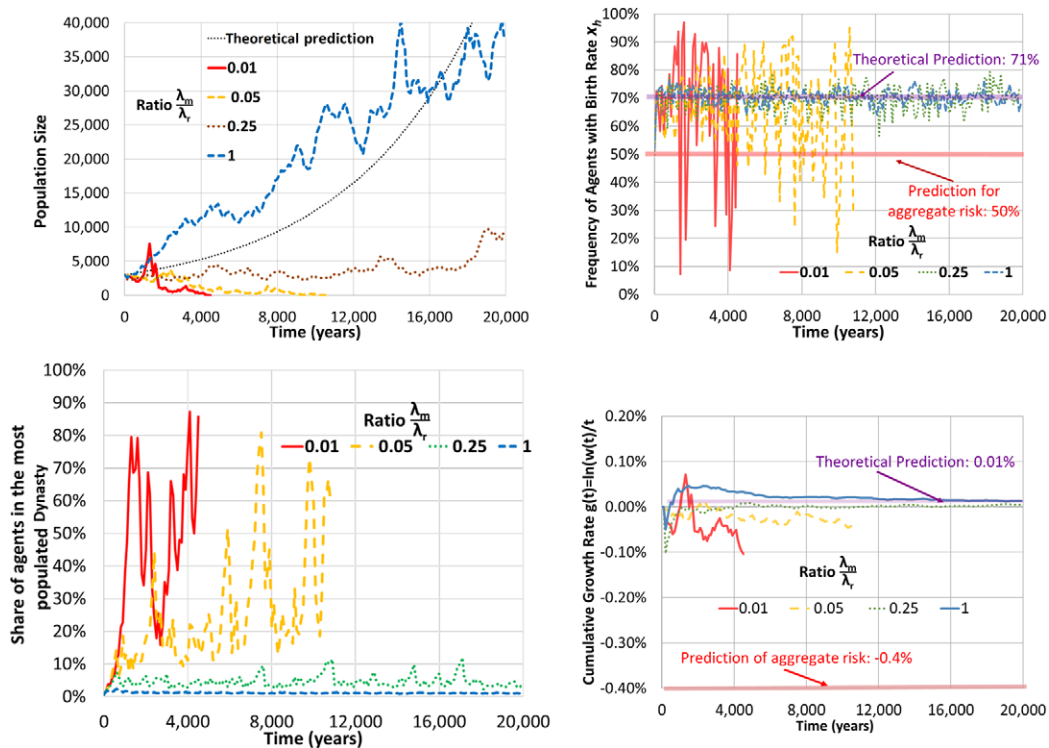 40,000
35,000
30,000
25,000
20,000
15,000
10,000
5,000
0
Population Size
Theoretical prediction
0.01
Ratio λm/λr
0.05
0.25
1
0 4,000 8,000 12,000 16,000 20,000
Time (years)
100%
90%
80%
70%
60%
50%
40%
30%
20%
10%
0%
Frequency of Agents with Birth Rate Xh
Theoretical Prediction: 71%
Prediction for
aggregate risk: 50%
Ratio λm/λr
0.01 0.05 0.25 1
0 4,000 8,000 12,000 16,000 20,000
Time (years)
100%
90%
80%
70%
60%
50%
40%
30%
20%
10%
0%
Share of agents in the most
populated Dynasty
Ratio λm/λr
0.01 0.05 0.25 1
0 4,000 8,000 12,000 16,000 20,000
Time (years)
0.20%
0.10%
0.00%
-0.10%
-0.20%
-0.30%
-0.40%
Cumulative Growth Rate g(t)=ln(w(t)/t
Theoretical Prediction: 0.01%
Ratio λm/λr
0.01 0.05 0.25 1
Prediction of aggregate risk: -0.4%
0 4,000 8,000 12,000 16,000 20,000
Time (years)